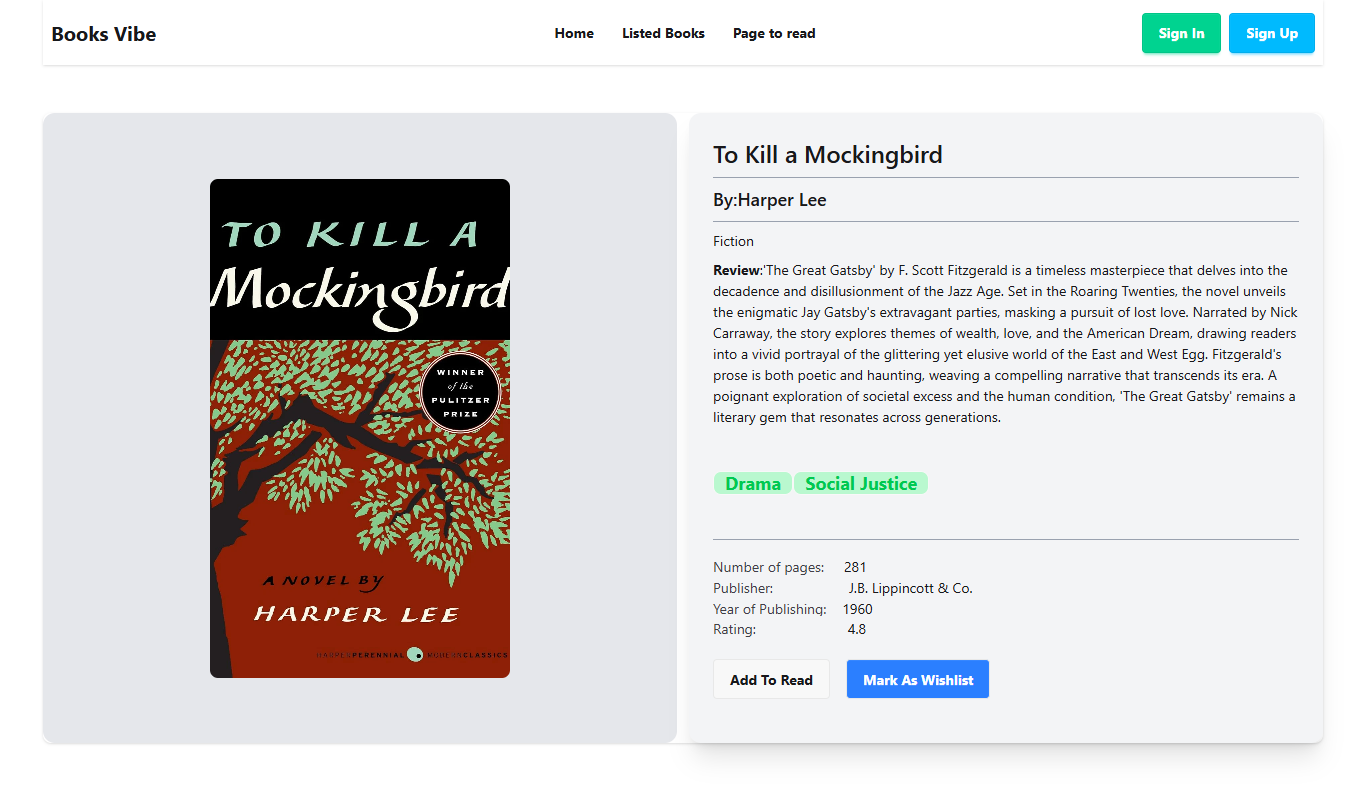 Books Vibe
Home
Listed Books
Page to read
Sign In
Sign Up
TO KILL A
Mockingbird
WINNER
of the
PULITZER
PRIZE
A NOVEL BY
HARPER LEE
HARPERPERENNIAL MODERNCLASSICS
To Kill a Mockingbird
By:Harper Lee
Fiction
Review:'The Great Gatsby' by F. Scott Fitzgerald is a timeless masterpiece that delves into the
decadence and disillusionment of the Jazz Age. Set in the Roaring Twenties, the novel unveils
the enigmatic Jay Gatsby's extravagant parties, masking a pursuit of lost love. Narrated by Nick
Carraway, the story explores themes of wealth, love, and the American Dream, drawing readers
into a vivid portrayal of the glittering yet elusive world of the East and West Egg. Fitzgerald's
prose is both poetic and haunting, weaving a compelling narrative that transcends its era. A
poignant exploration of societal excess and the human condition, 'The Great Gatsby' remains a
literary gem that resonates across generations.
Drama
Social Justice
Number of pages: 281
Publisher: J.B. Lippincott & Co.
Year of Publishing: 1960
Rating: 4.8
Add To Read
Mark As Wishlist